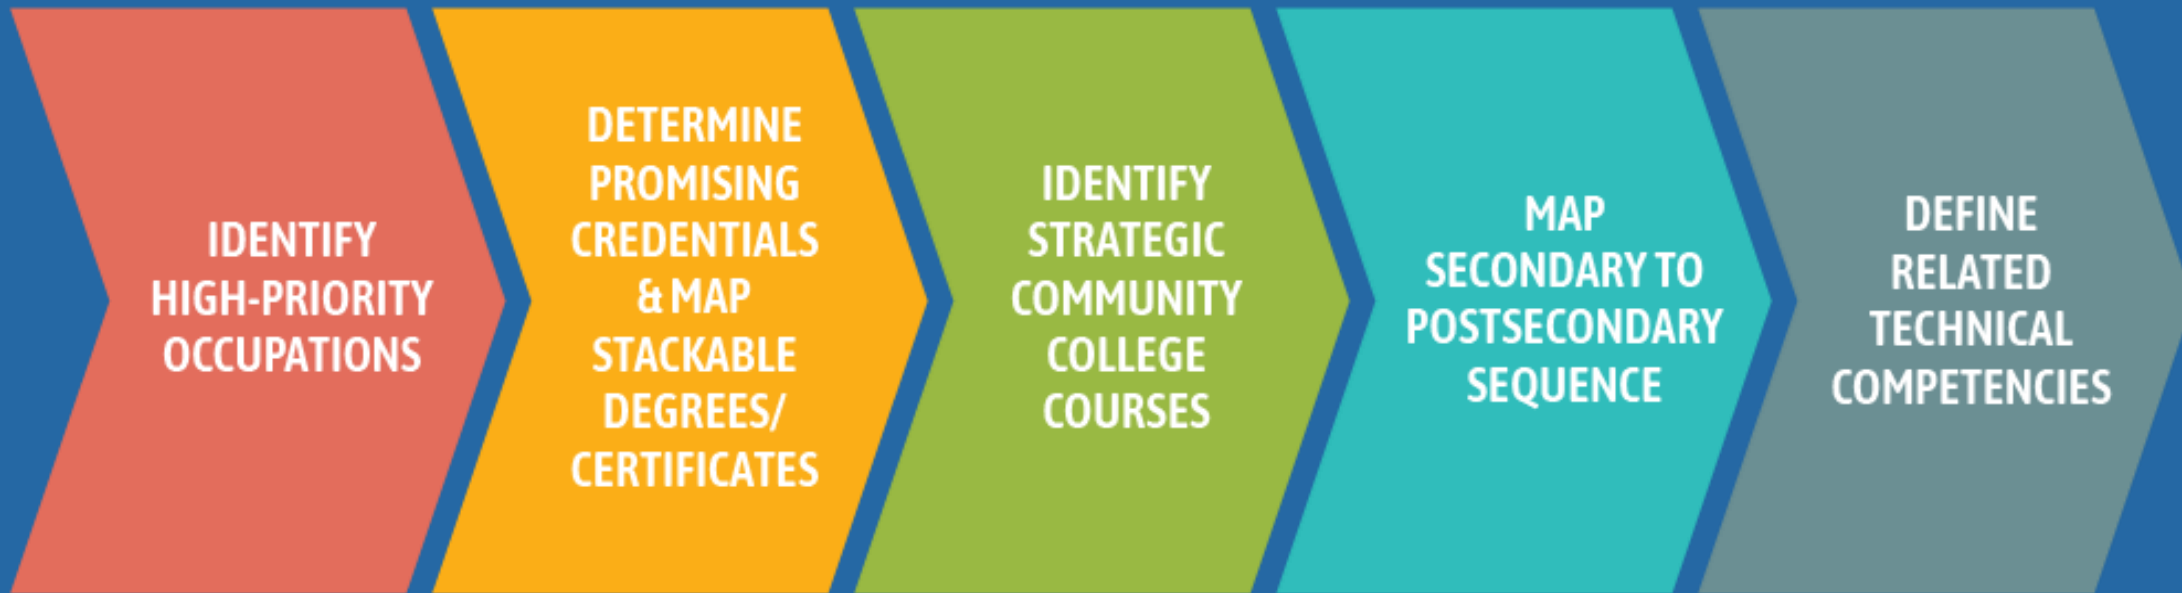 IDENTIFY
HIGH-PRIORITY
OCCUPATIONS
DETERMINE
PROMISING
CREDENTIALS
& MAP
STACKABLE
DEGREES/
CERTIFICATES
IDENTIFY
STRATEGIC
COMMUNITY
COLLEGE
COURSES
MAP
SECONDARY TO
POSTSECONDARY
SEQUENCE
DEFINE
RELATED
TECHNICAL
COMPETENCIES